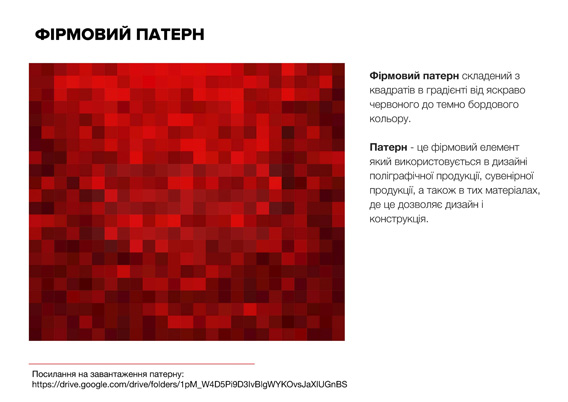 ФІРМОВИЙ ПАТЕРН
Фірмовий патерн складений з
квадратів в градієнті від яскраво
червоного до темно бордового
кольору.
Патерн - це фірмовий елемент
який використовується в дизайні
поліграфічної продукції, сувенірної
продукції, а також в тих матеріалах,
де це дозволяє дизайн і
конструкція.
Посилання на завантаження патерну:
https://drive.google.com/drive/folders/1pM_W4D5Pi9D3IvBlgWYKOvsJaXlUGnBS